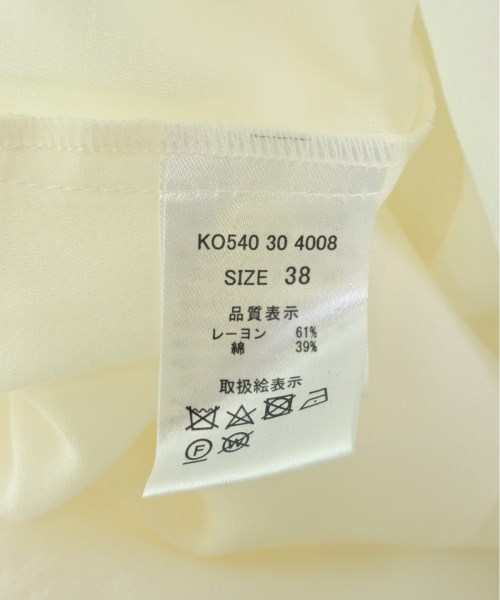 KO540 30 4008
SIZE 38
品質表示
レーヨン 61%
綿 39%
取扱絵表示
F
W